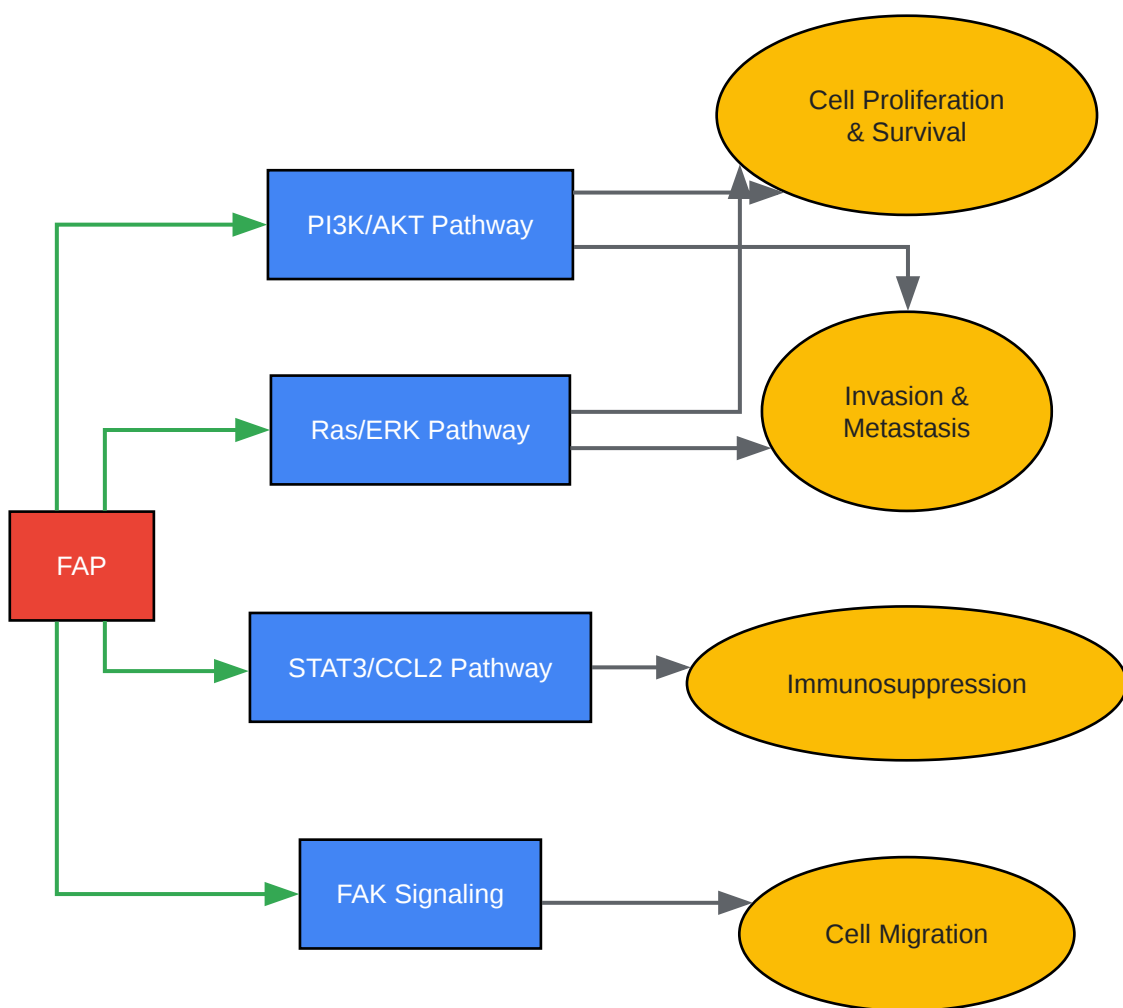 Cell Proliferation
& Survival
PI3K/AKT Pathway
Invasion &
Metastasis
Ras/ERK Pathway
FAP
STAT3/CCL2 Pathway
Immunosuppression
FAK Signaling
Cell Migration